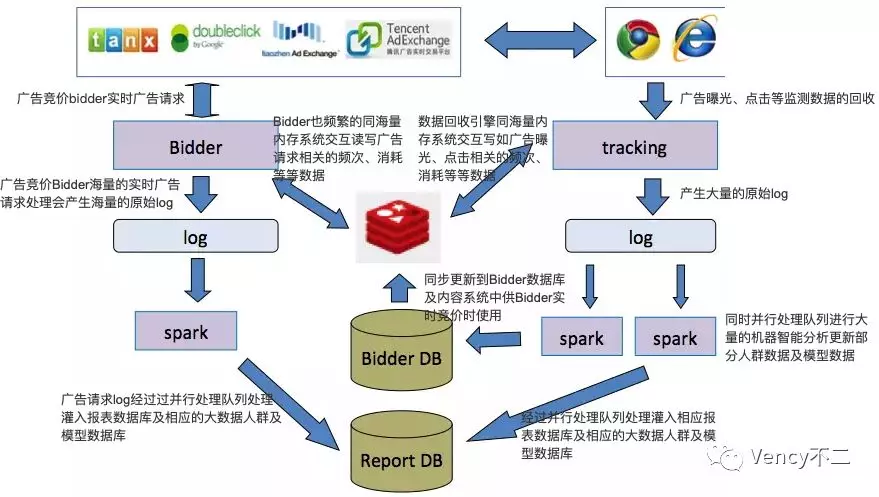 tanx
doubleclick
by Google
liaozhen Ad Exchange
Tencent
AdExchange
腾讯广告实时交易平台
广告竞价bidder实时广告请求
广告曝光、点击等监测数据的回收
Bidder
Bidder也频繁的同海量
内存系统交互读写广告
请求相关的频次、消耗
等等数据
数据回收引擎同海量内
存系统交互写如广告曝
光、点击相关的频次、
消耗等等数据
tracking
广告竞价Bidder海量的实时广告
请求处理会产生海量的原始log
产生大量的原始log
log
log
同步更新到Bidder数据库
及内容系统中供Bidder实
时竞价时使用
spark
spark
spark
同时并行处理队列进行大
量的机器智能分析更新部
分人群数据及模型数据
Bidder DB
广告请求log经过过并行处理队列处理
灌入报表数据库及相应的大数据人群及
模型数据库
经过并行处理队列处理灌入相应报
表数据库及相应的大数据人群及模
型数据库
Report DB
Vency不二